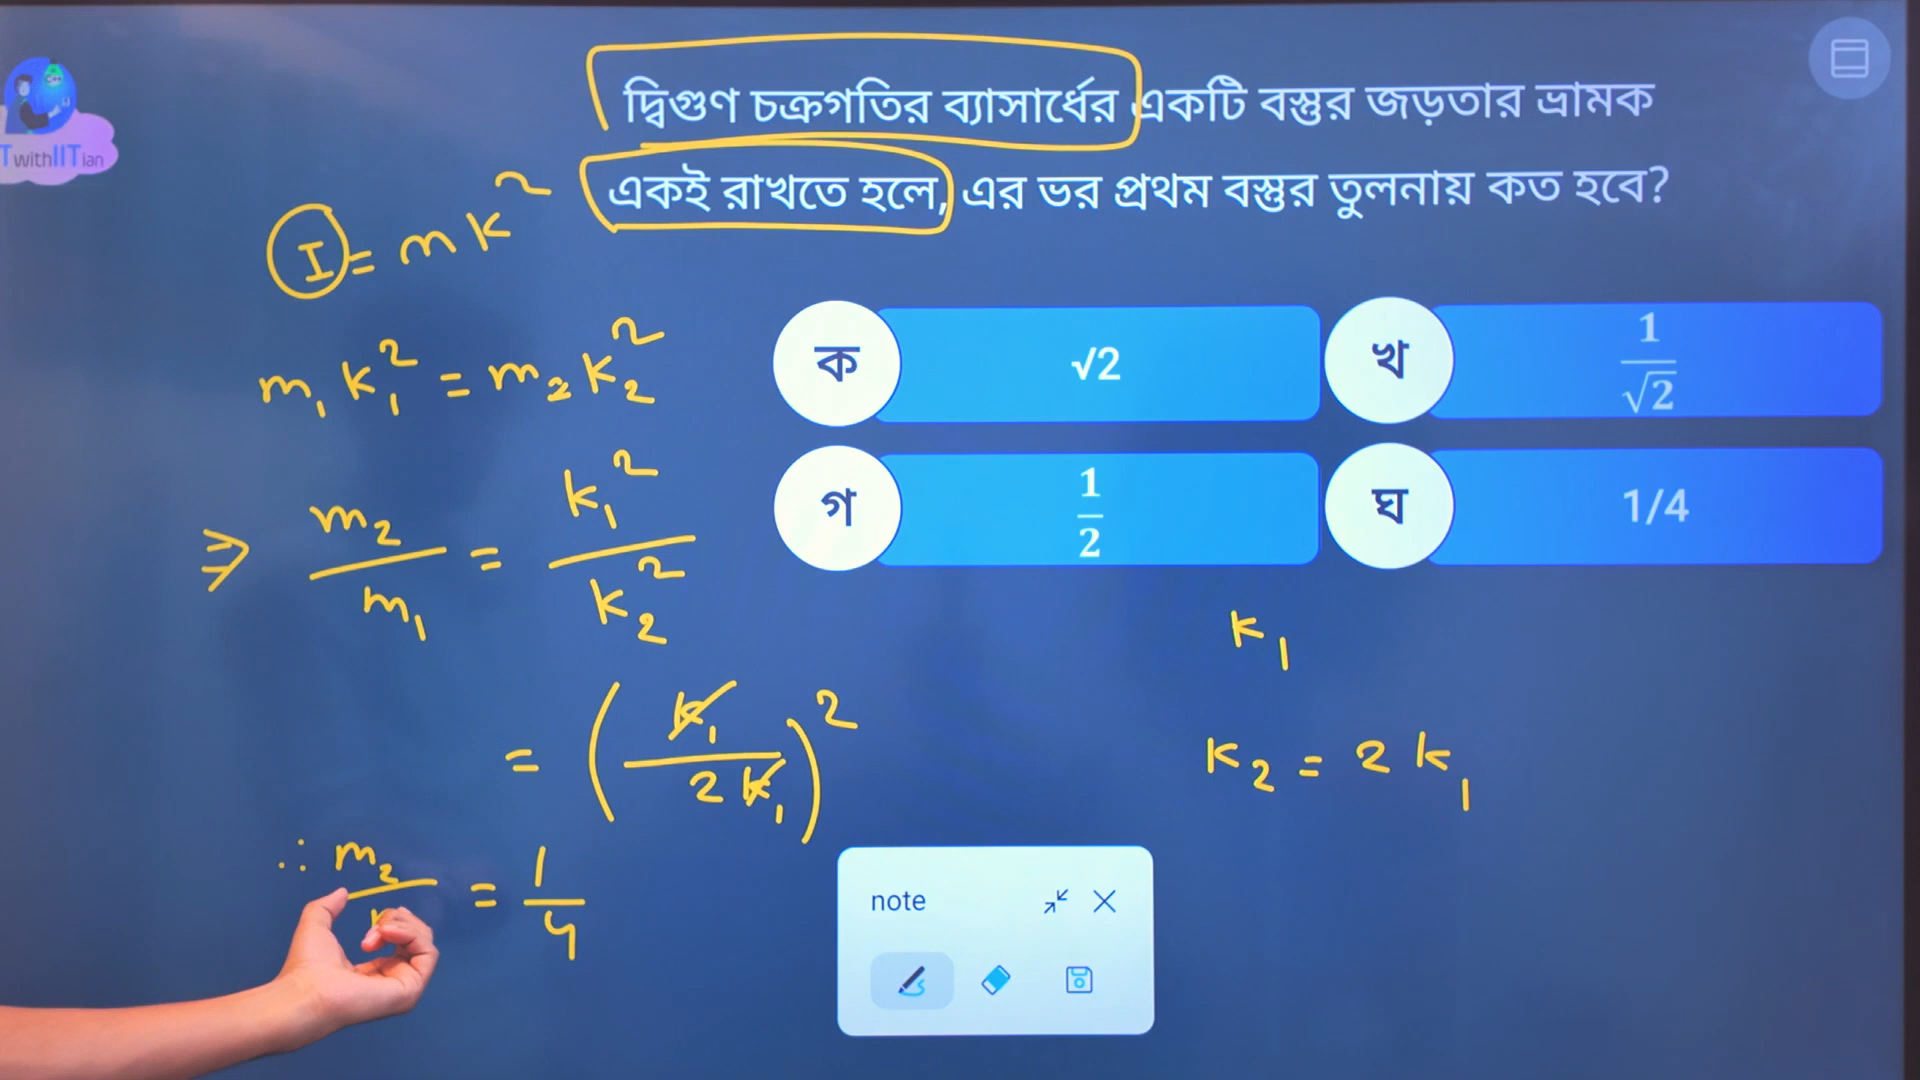 TwithIITian
দ্বিগুণ চক্রগতির ব্যাসার্ধের একটি বস্তুর জড়তার ভ্রামক
একই রাখতে হলে, এর ভর প্রথম বস্তুর তুলনায় কত হবে?
I = mk²
ক √2
খ 1/√2
m₁k₁² = m₂k₂²
গ 1/2
ঘ 1/4
⇒ m₂/m₁ = k₁²/k₂²
k₁
= (k₁/2k₁)²
k₂ = 2k₁
∴ m₂/ = 1/4
note